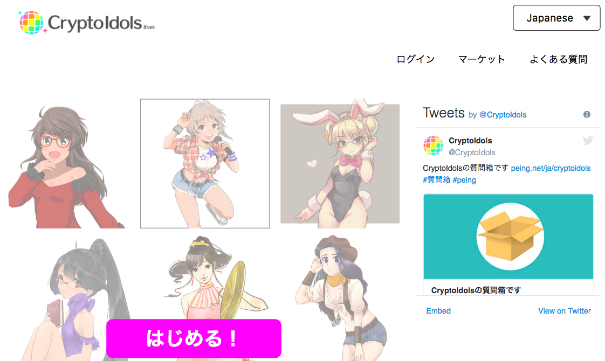 CryptoIdols βver.
Japanese
ログイン
マーケット
よくある質問
Tweets by @CryptoIdols
CryptoIdols
@CryptoIdols
CryptoIdolsの質問箱です peing.net/ja/cryptoidols
#質問箱 #peing
CryptoIdolsの質問箱です
Embed
View on Twitter
はじめる！